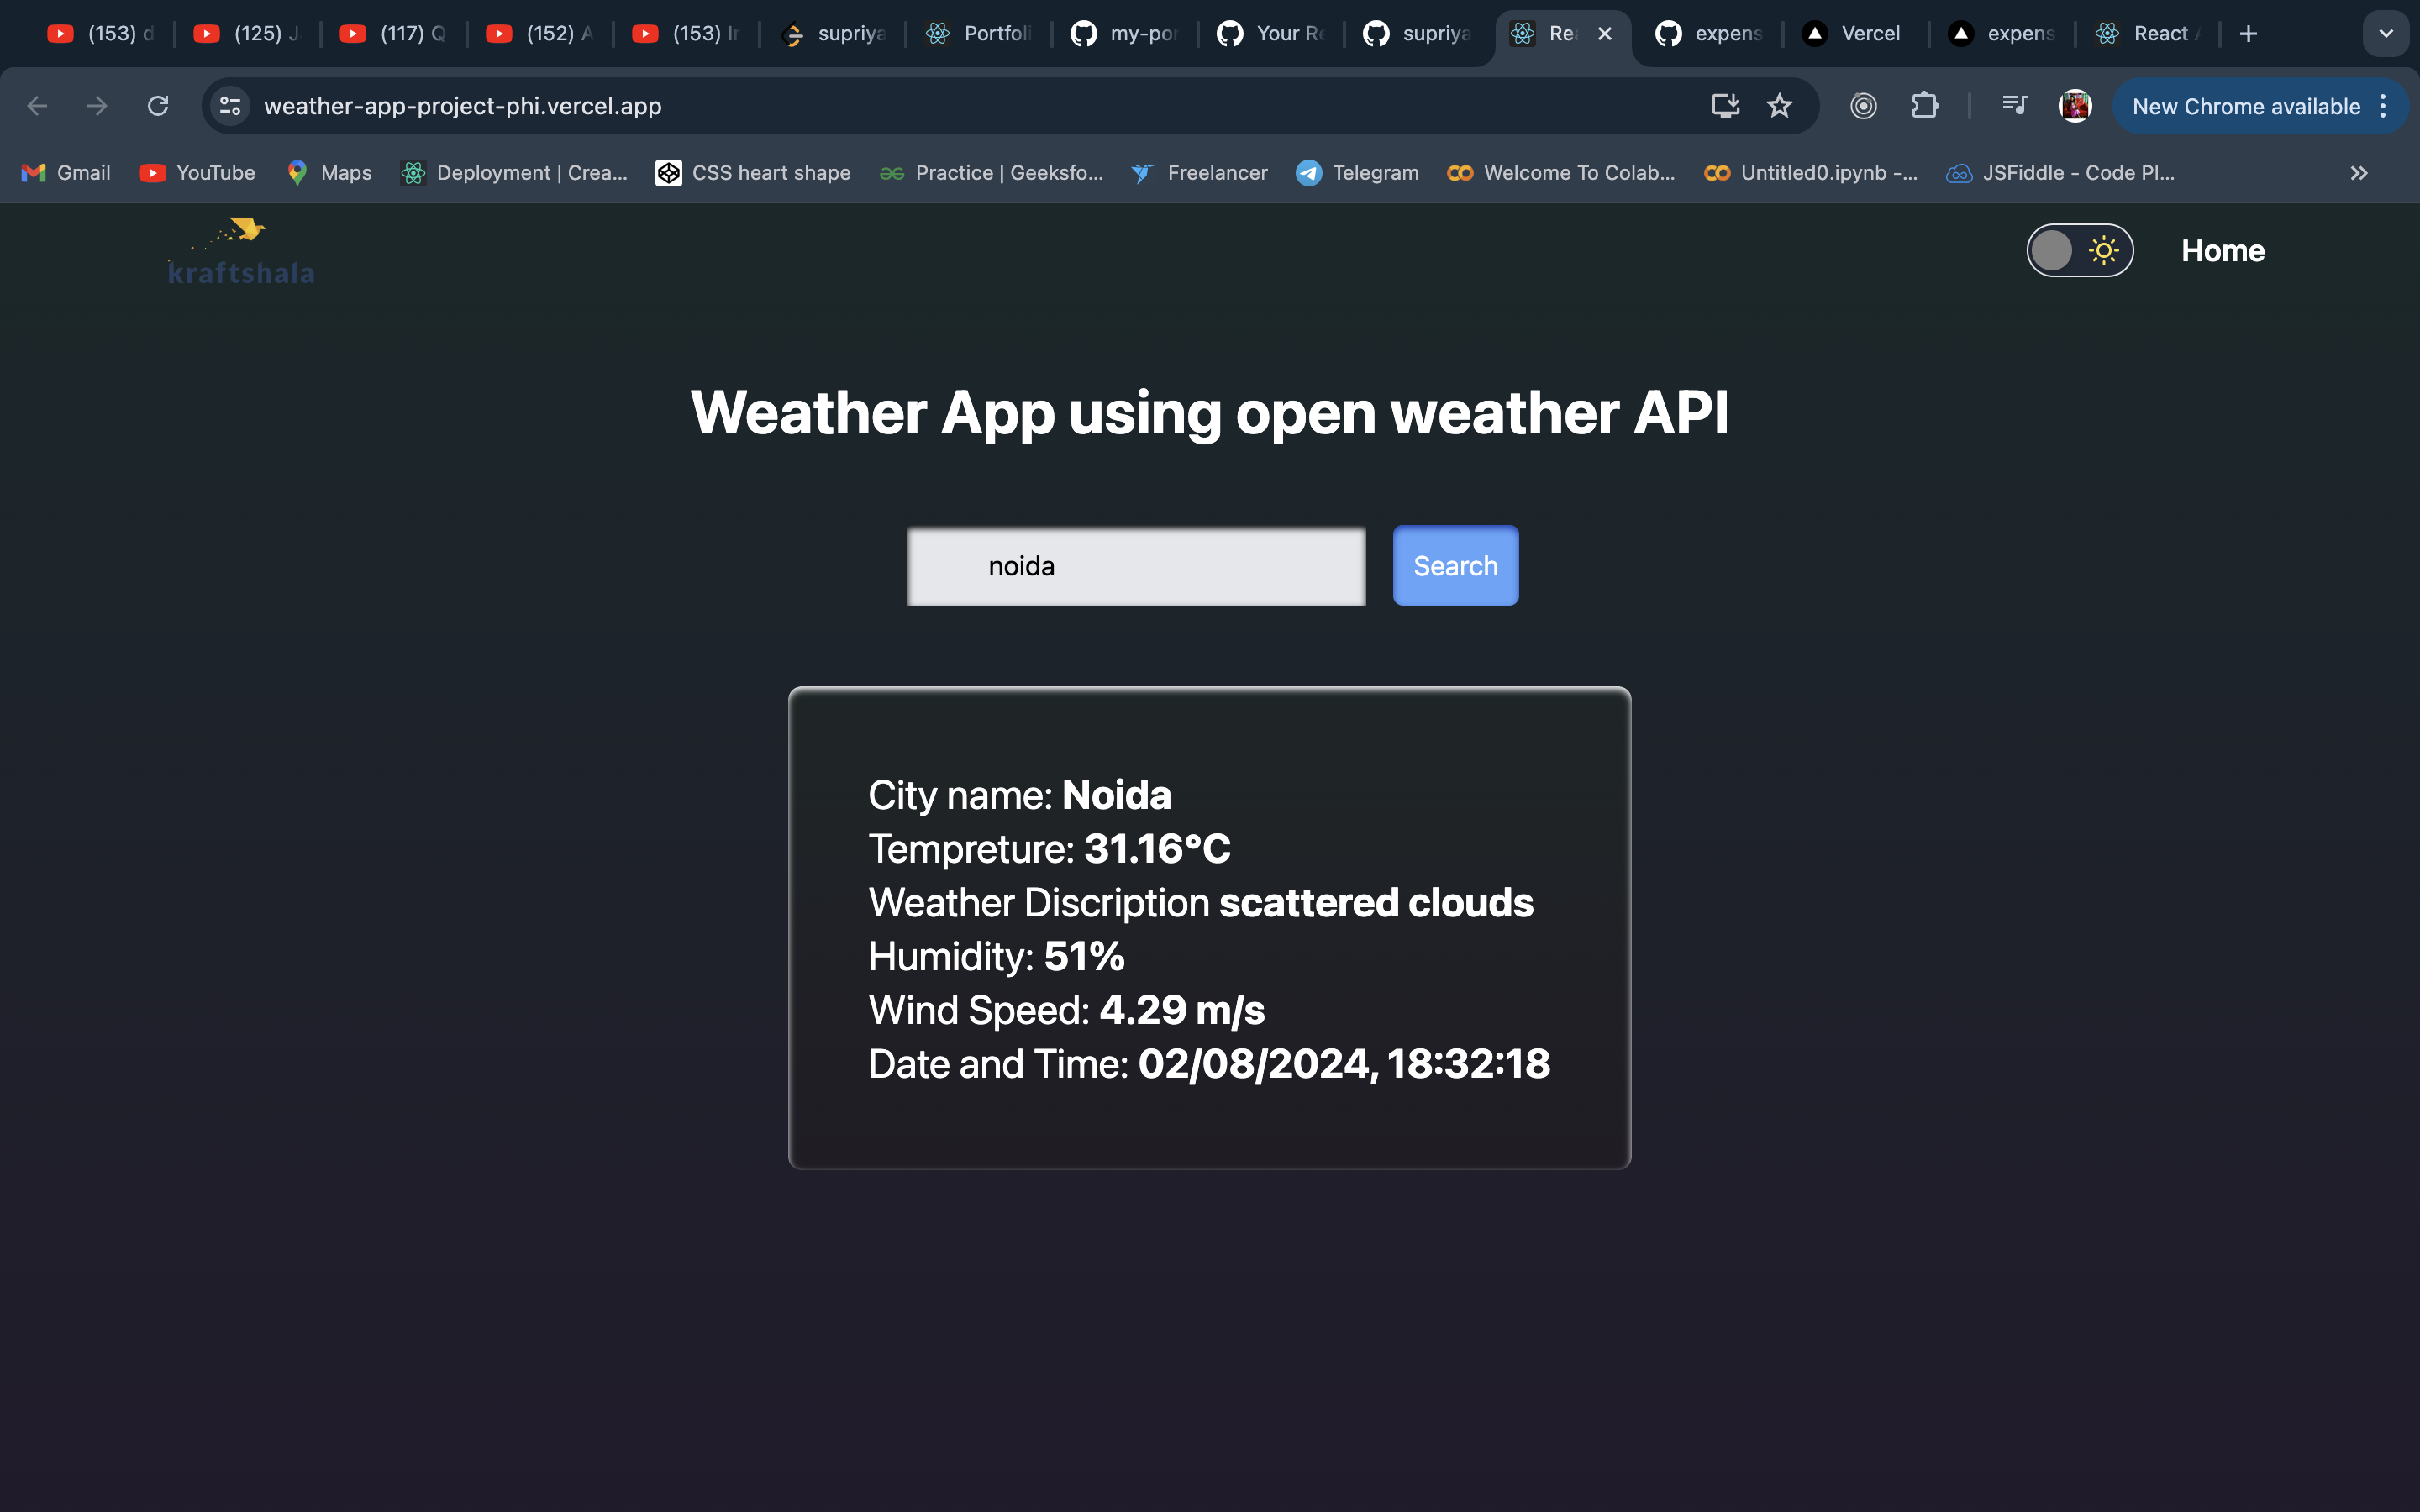 (153) d (125) J (117) Q (152) A (153) Ir supriya Portfoli my-por Your Re supriya Rea expens Vercel expens React A
weather-app-project-phi.vercel.app New Chrome available
Gmail YouTube Maps Deployment | Crea... CSS heart shape Practice | Geeksfo... Freelancer Telegram Welcome To Colab... Untitled0.ipynb -... JSFiddle - Code Pl...
kraftshala Home
Weather App using open weather API
noida Search
City name: Noida
Tempreture: 31.16°C
Weather Discription scattered clouds
Humidity: 51%
Wind Speed: 4.29 m/s
Date and Time: 02/08/2024, 18:32:18